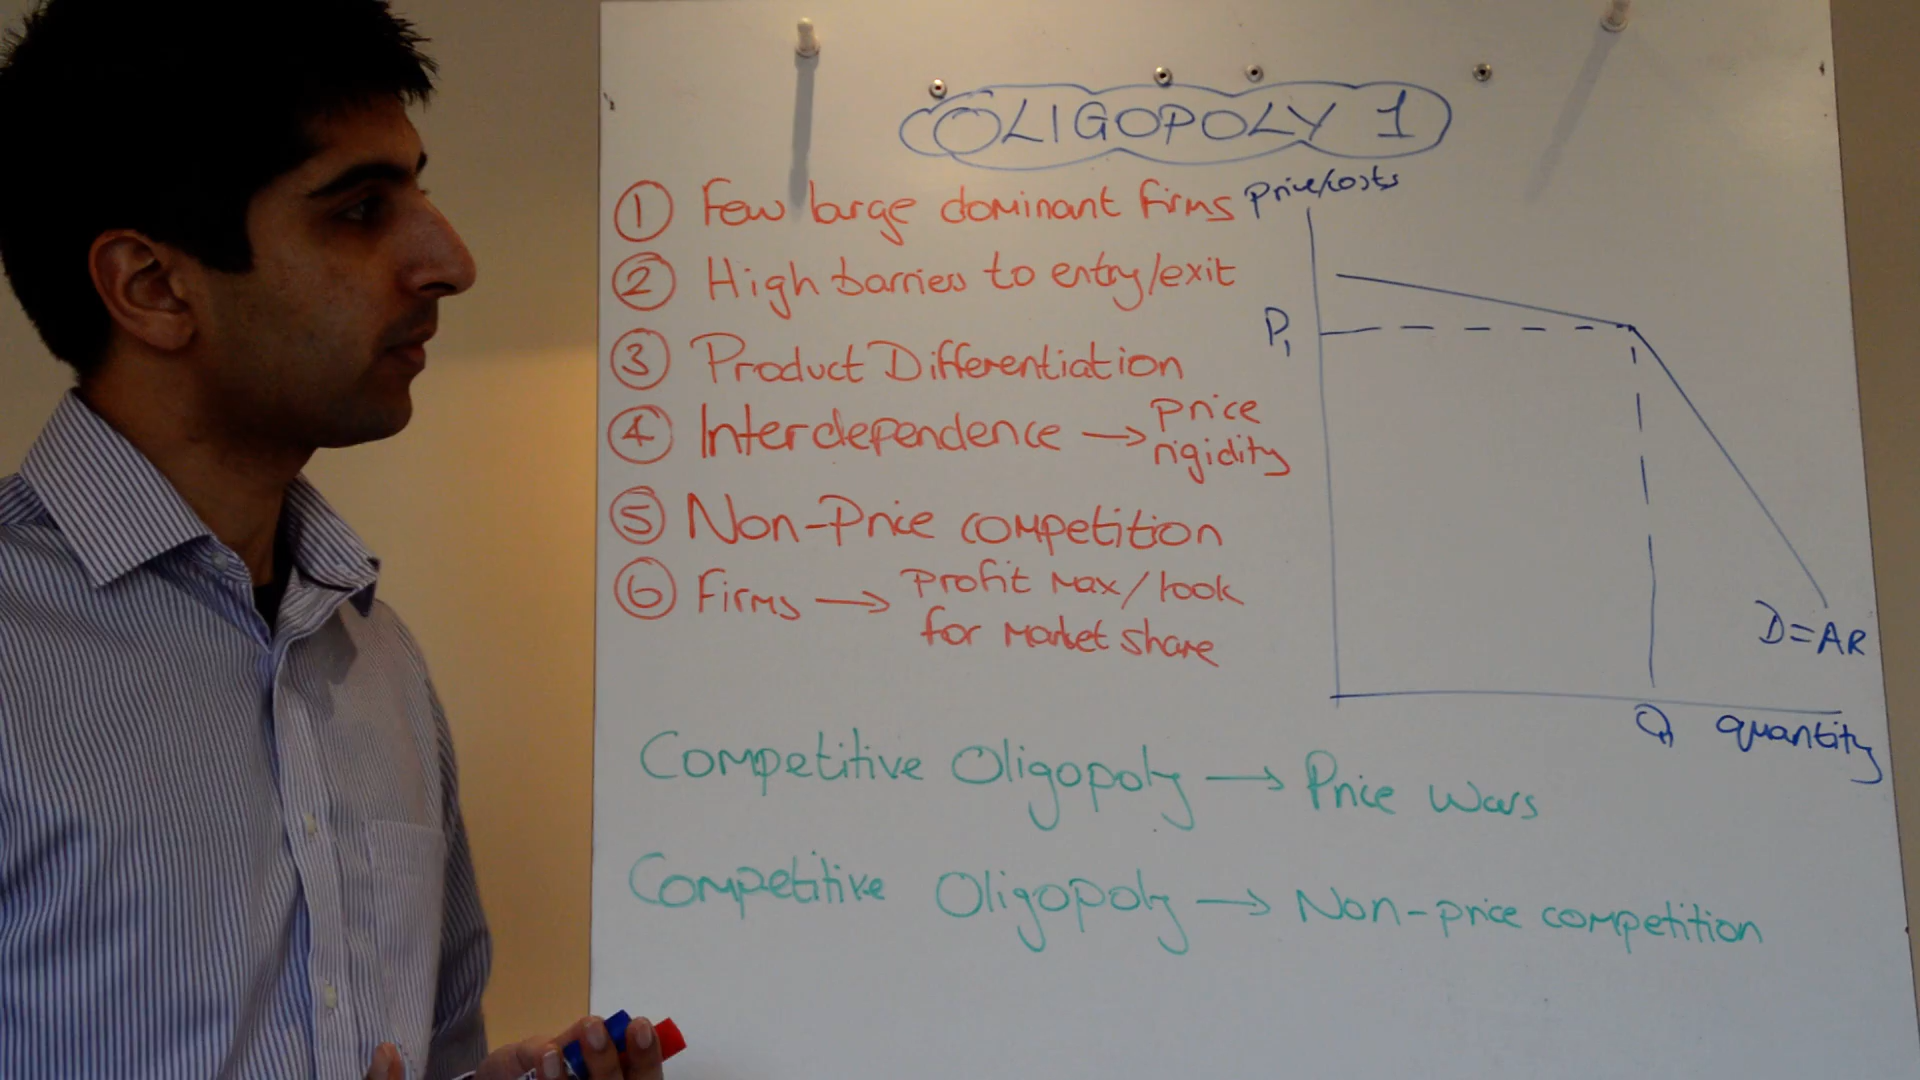 OLIGOPOLY 1
① Few large dominant firms
② High barriers to entry/exit
③ Product Differentiation
④ Interdependence → price
rigidity
⑤ Non-Price competition
⑥ Firms → Profit max/look
for market share
Price/costs
P1
D=AR
Q1 quantity
Competitive Oligopoly → Price wars
Competitive Oligopoly → Non-price competition